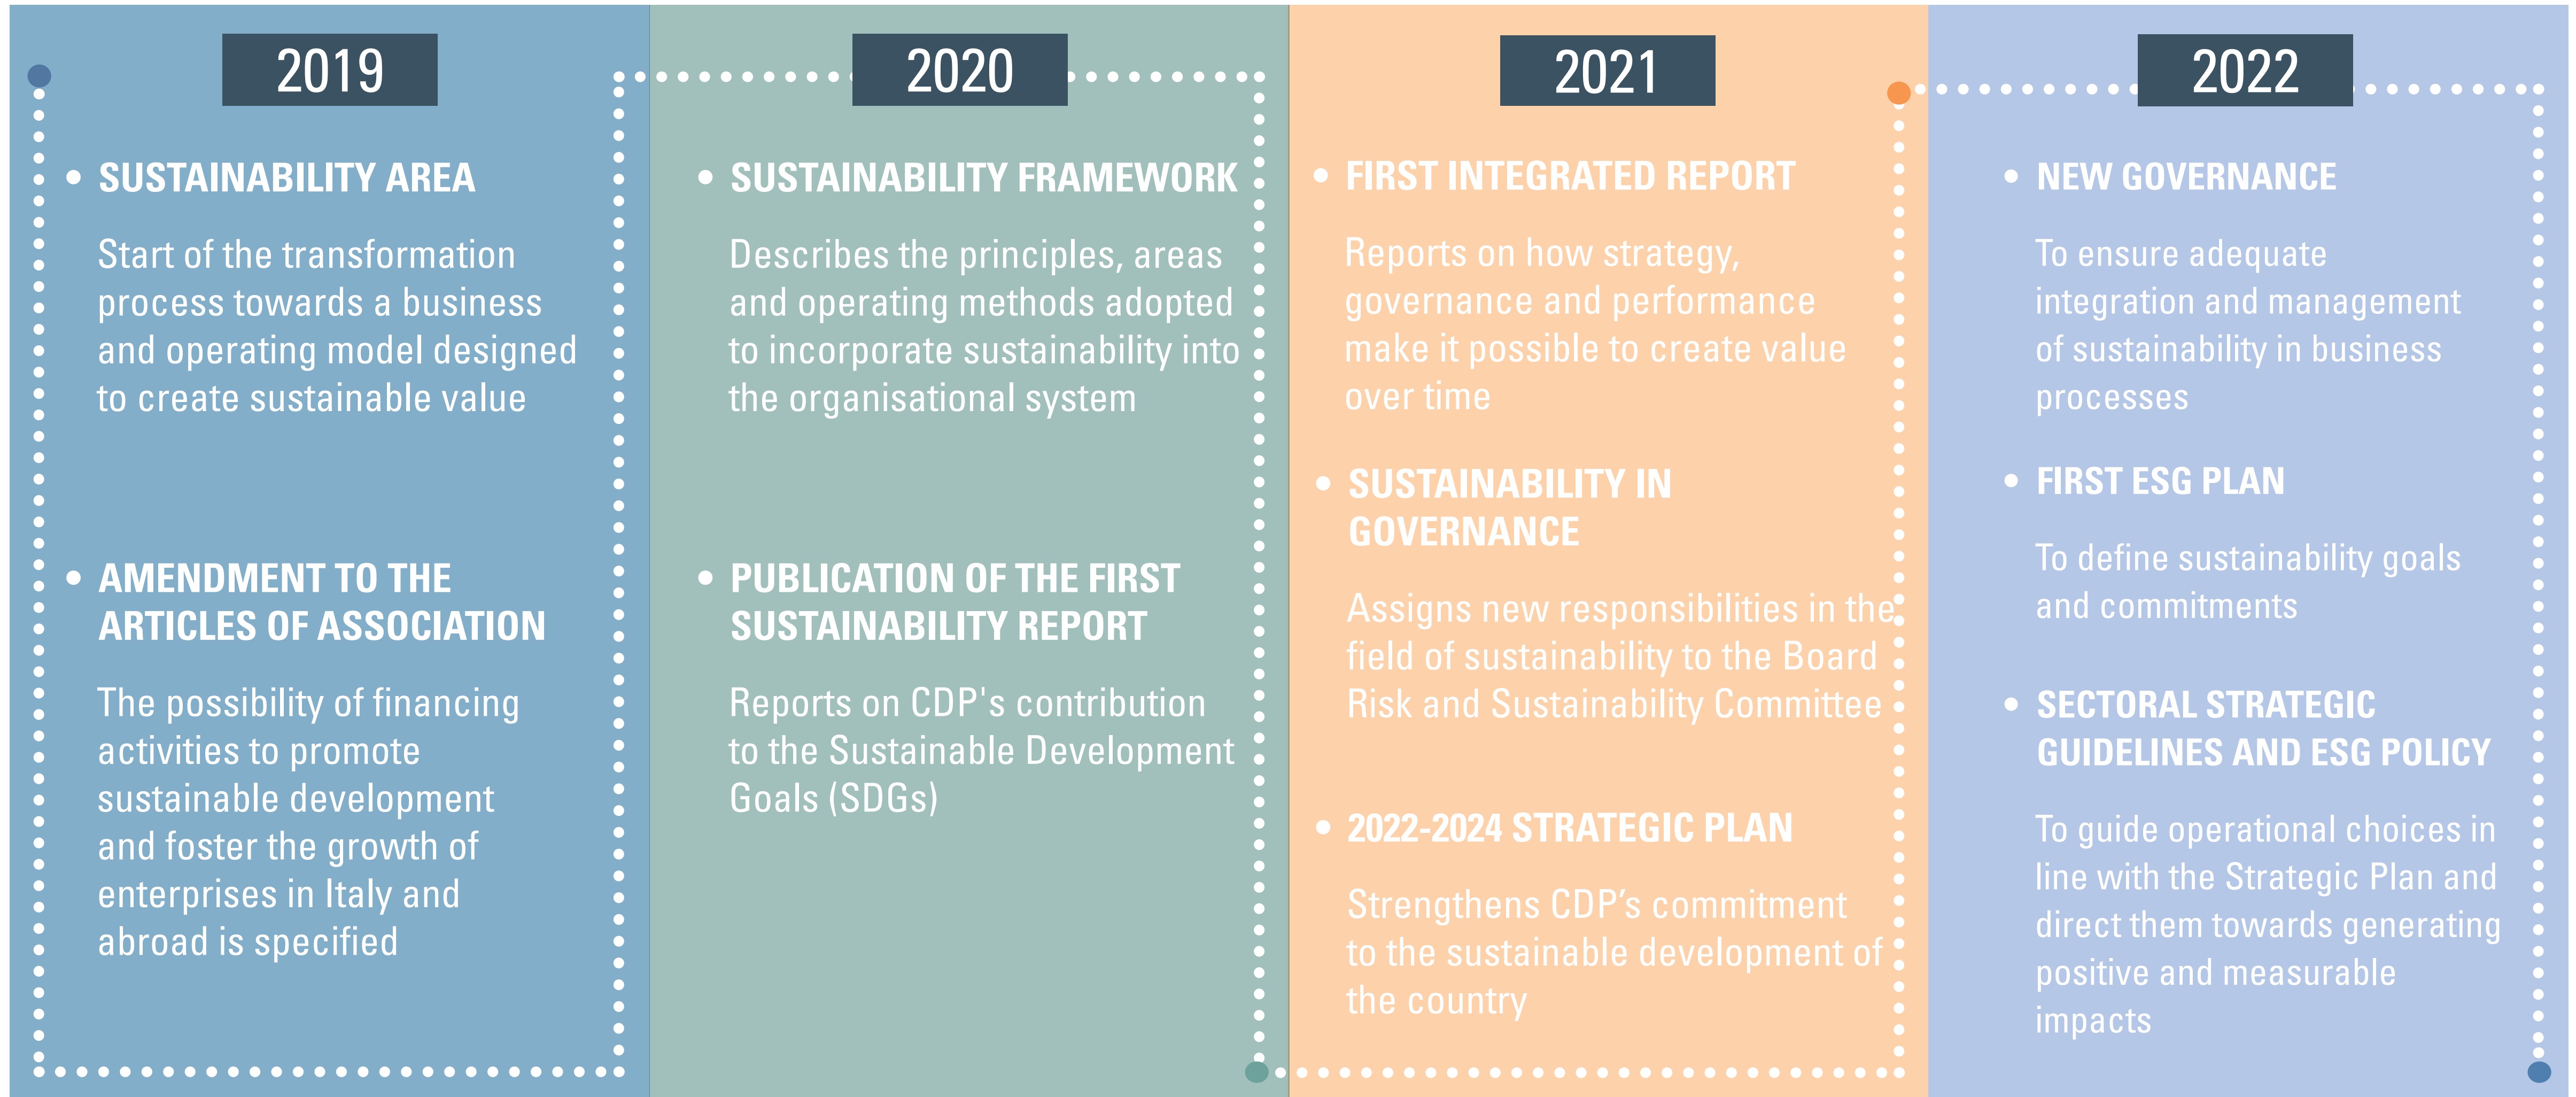 2019
• SUSTAINABILITY AREA
Start of the transformation
process towards a business
and operating model designed
to create sustainable value
• AMENDMENT TO THE
ARTICLES OF ASSOCIATION
The possibility of financing
activities to promote
sustainable development
and foster the growth of
enterprises in Italy and
abroad is specified
2020
• SUSTAINABILITY FRAMEWORK
Describes the principles, areas
and operating methods adopted
to incorporate sustainability into
the organisational system
• PUBLICATION OF THE FIRST
SUSTAINABILITY REPORT
Reports on CDP's contribution
to the Sustainable Development
Goals (SDGs)
2021
• FIRST INTEGRATED REPORT
Reports on how strategy,
governance and performance
make it possible to create value
over time
• SUSTAINABILITY IN
GOVERNANCE
Assigns new responsibilities in the
field of sustainability to the Board
Risk and Sustainability Committee
• 2022-2024 STRATEGIC PLAN
Strengthens CDP’s commitment
to the sustainable development of
the country
2022
• NEW GOVERNANCE
To ensure adequate
integration and management
of sustainability in business
processes
• FIRST ESG PLAN
To define sustainability goals
and commitments
• SECTORAL STRATEGIC
GUIDELINES AND ESG POLICY
To guide operational choices in
line with the Strategic Plan and
direct them towards generating
positive and measurable
impacts